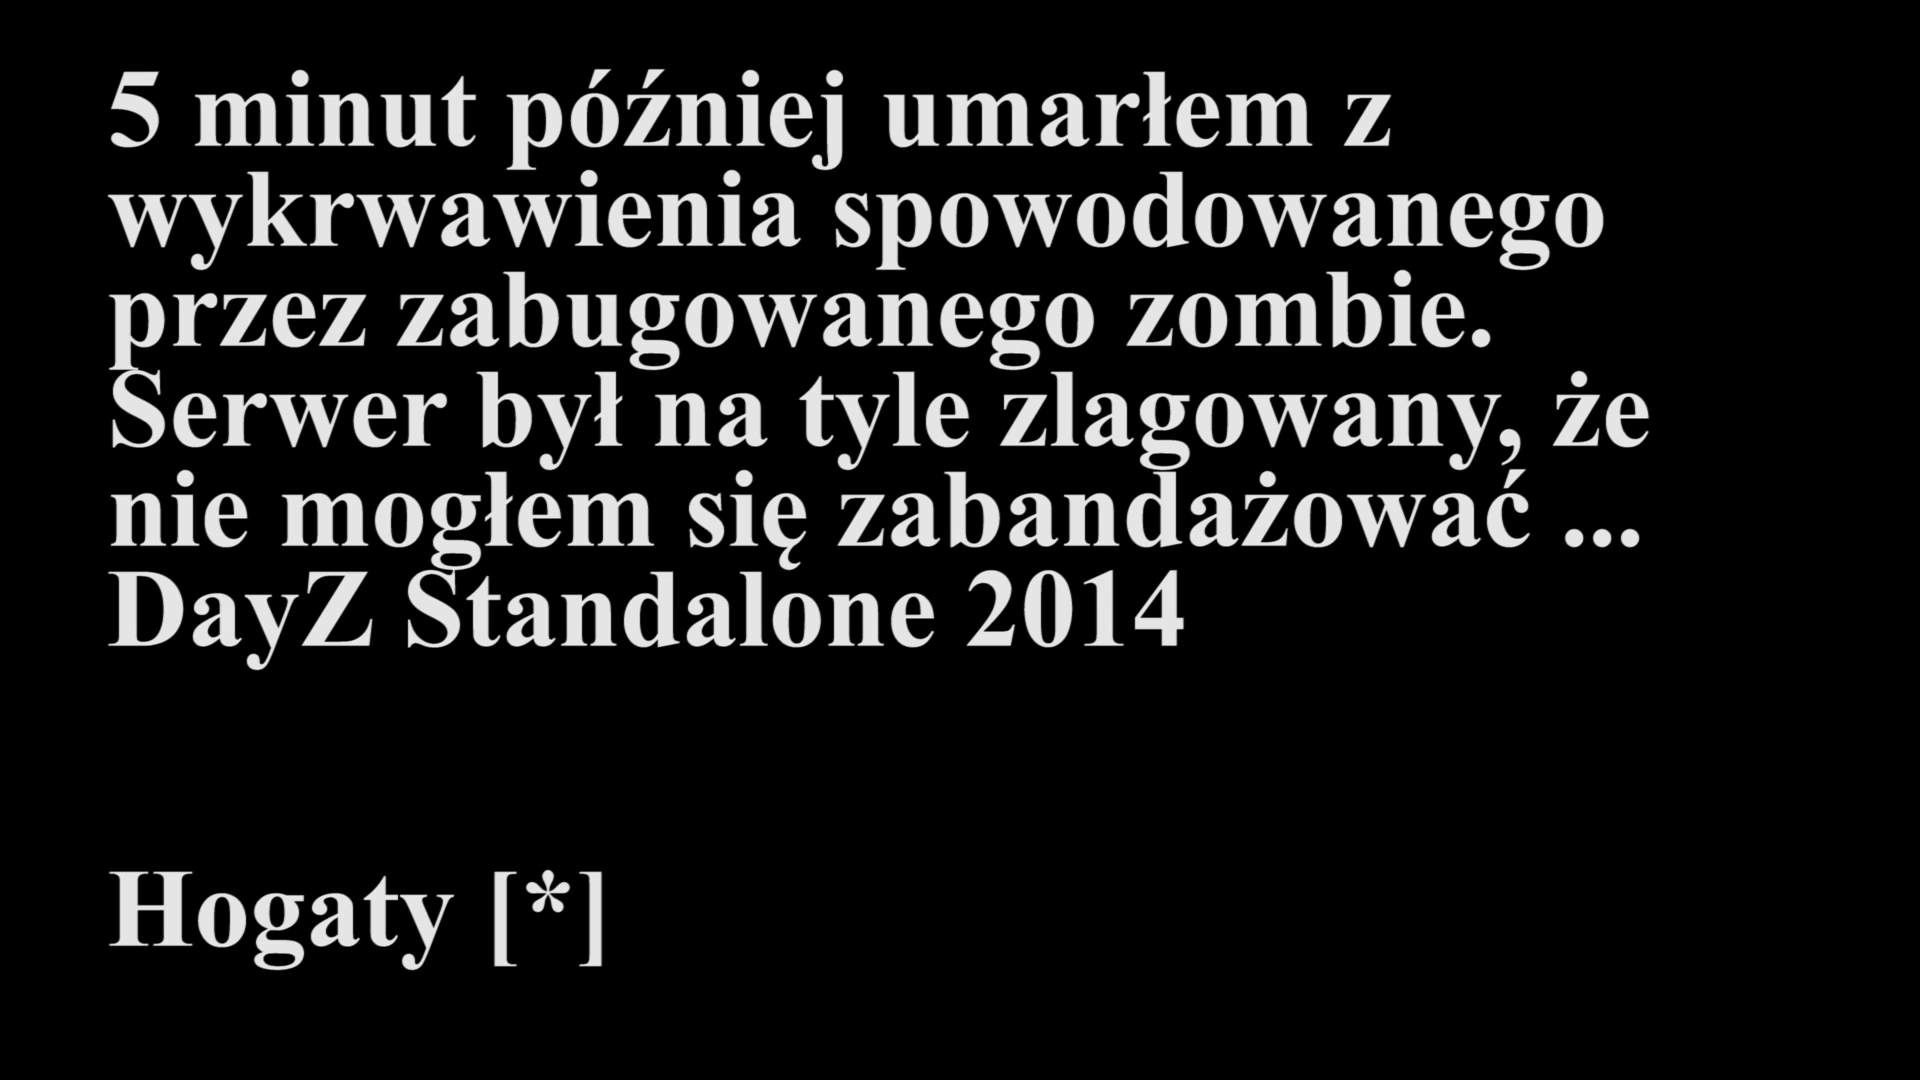 5 minut później umarłem z
wykrwawienia spowodowanego
przez zabugowanego zombie.
Serwer był na tyle zlagowany, że
nie mogłem się zabandażować ...
DayZ Standalone 2014
Hogaty [*]